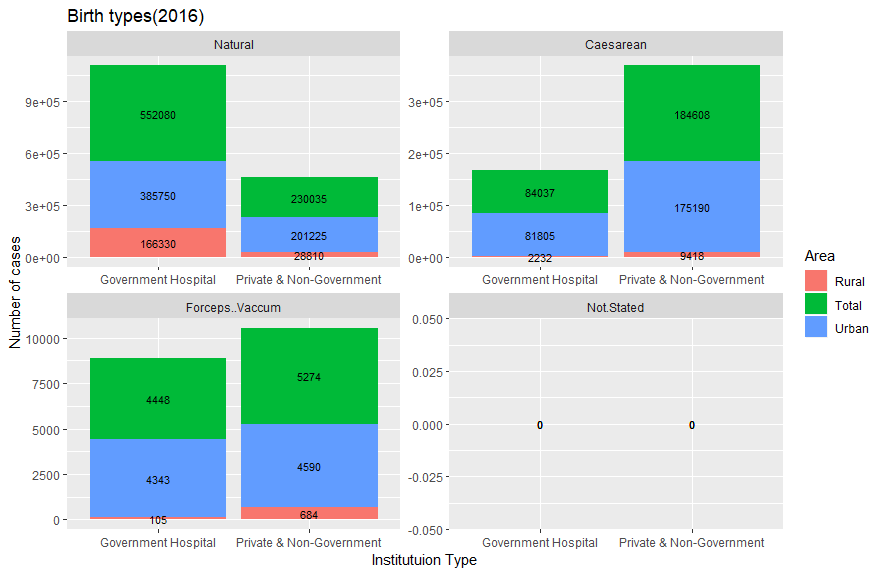 Birth types(2016)
Natural
Caesarean
9e+05
6e+05
3e+05
0e+00
552080
385750
166330
230035
201225
28810
Government Hospital
Private & Non-Government
3e+05
2e+05
1e+05
0e+00
84037
81805
2232
184608
175190
9418
Government Hospital
Private & Non-Government
Forceps..Vaccum
Not.Stated
10000
7500
5000
2500
0
4448
4343
105
5274
4590
684
Government Hospital
Private & Non-Government
0.050
0.025
0.000
-0.025
-0.050
0
0
Government Hospital
Private & Non-Government
Number of cases
Institutuion Type
Area
Rural
Total
Urban